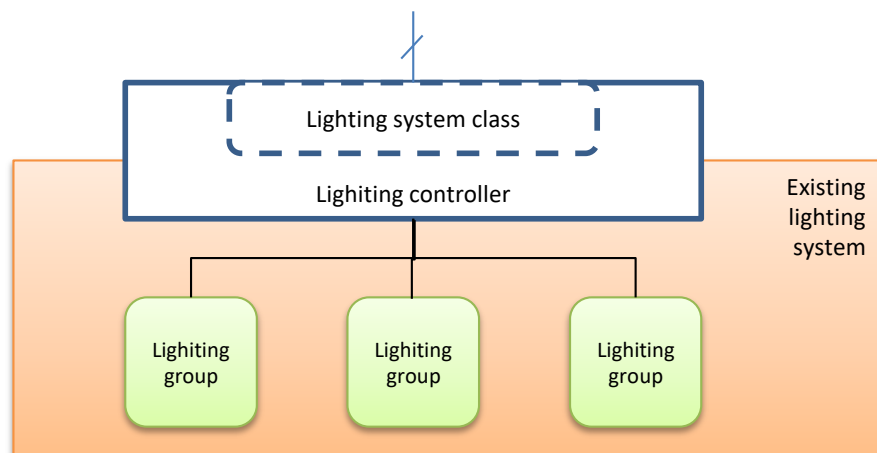 Lighting system class
Lighiting controller
Existing
lighting
system
Lighiting
group
Lighiting
group
Lighiting
group